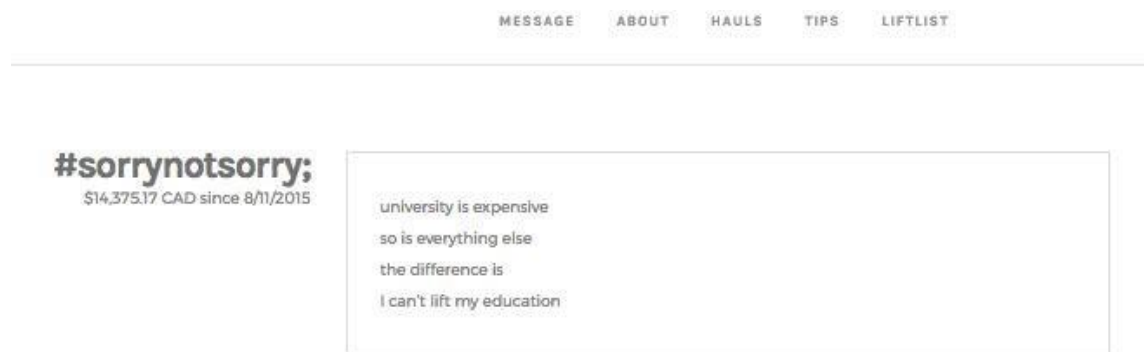 MESSAGE ABOUT HAULS TIPS LIFTLIST
#sorrynotsorry;
$14,375.17 CAD since 8/11/2015
university is expensive
so is everything else
the difference is
I can't lift my education